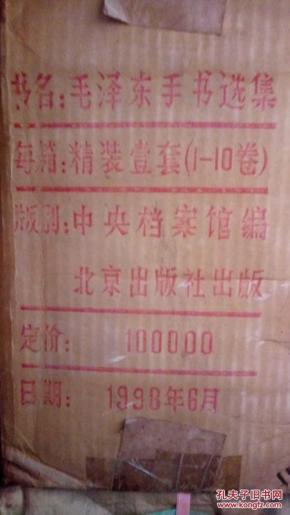 书名：毛泽东手书选集
每箱：精装壹套(1-10卷)
版别：中央档案馆编
北京出版社出版
定价： 100000
日期： 1998年6月
孔夫子旧书网